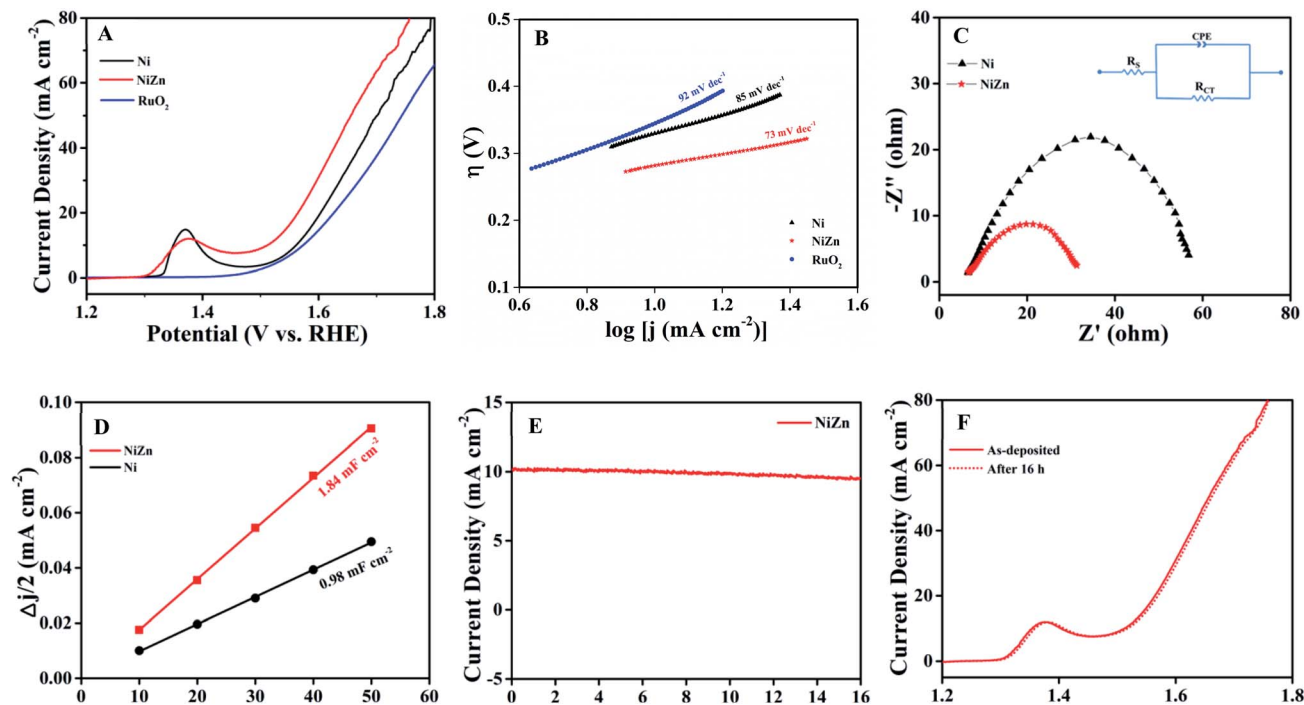 A
Ni
NiZn
RuO₂
80
60
40
20
0
1.2
1.4
1.6
1.8
Current Density (mA cm⁻²)
Potential (V vs. RHE)
B
92 mV dec⁻¹
85 mV dec⁻¹
73 mV dec⁻¹
Ni
NiZn
RuO₂
0.5
0.4
0.3
0.2
0.1
0.6
0.8
1.0
1.2
1.4
1.6
η (V)
log [j (mA cm⁻²)]
C
Ni
NiZn
R_S
CPE
R_CT
40
30
20
10
0
0
20
40
60
80
-Z" (ohm)
Z' (ohm)
D
NiZn
Ni
1.84 mF cm⁻²
0.98 mF cm⁻²
0.10
0.08
0.06
0.04
0.02
0.00
0
10
20
30
40
50
60
△j/2 (mA cm⁻²)
E
NiZn
15
10
5
0
-5
0
2
4
6
8
10
12
14
16
Current Density (mA cm⁻²)
F
As-deposited
After 16 h
80
60
40
20
0
1.2
1.4
1.6
1.8
Current Density (mA cm⁻²)